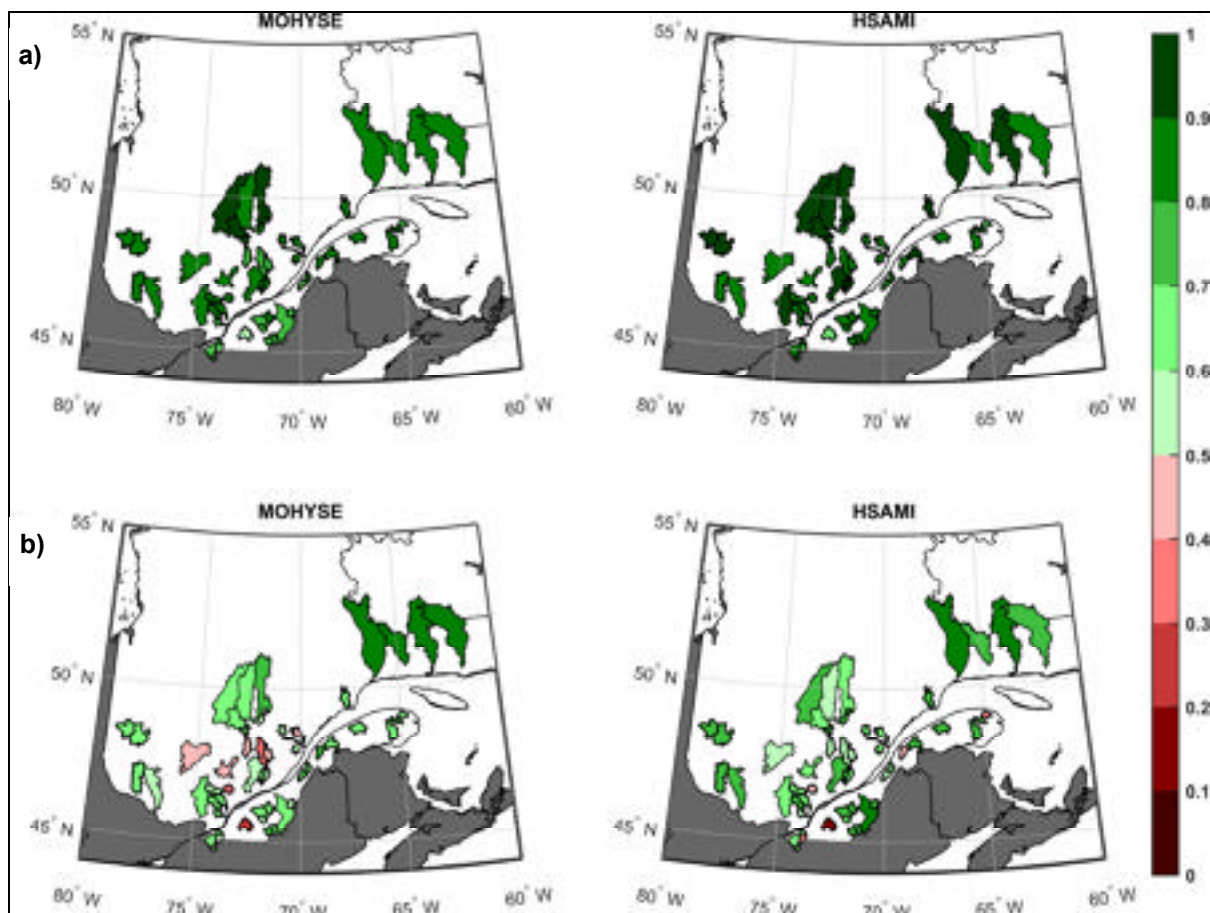 MOHYSE HSAMI
a)
55° N 55° N 1
0.9
0.8
50° N 50° N
0.7
0.6
45° N 45° N
80° W 75° W 70° W 65° W 60° W 80° W 75° W 70° W 65° W 60° W
0.5
MOHYSE HSAMI
b)
55° N 55° N 0.4
0.3
50° N 50° N
0.2
0.1
45° N 45° N
0
80° W 75° W 70° W 65° W 60° W 80° W 75° W 70° W 65° W 60° W